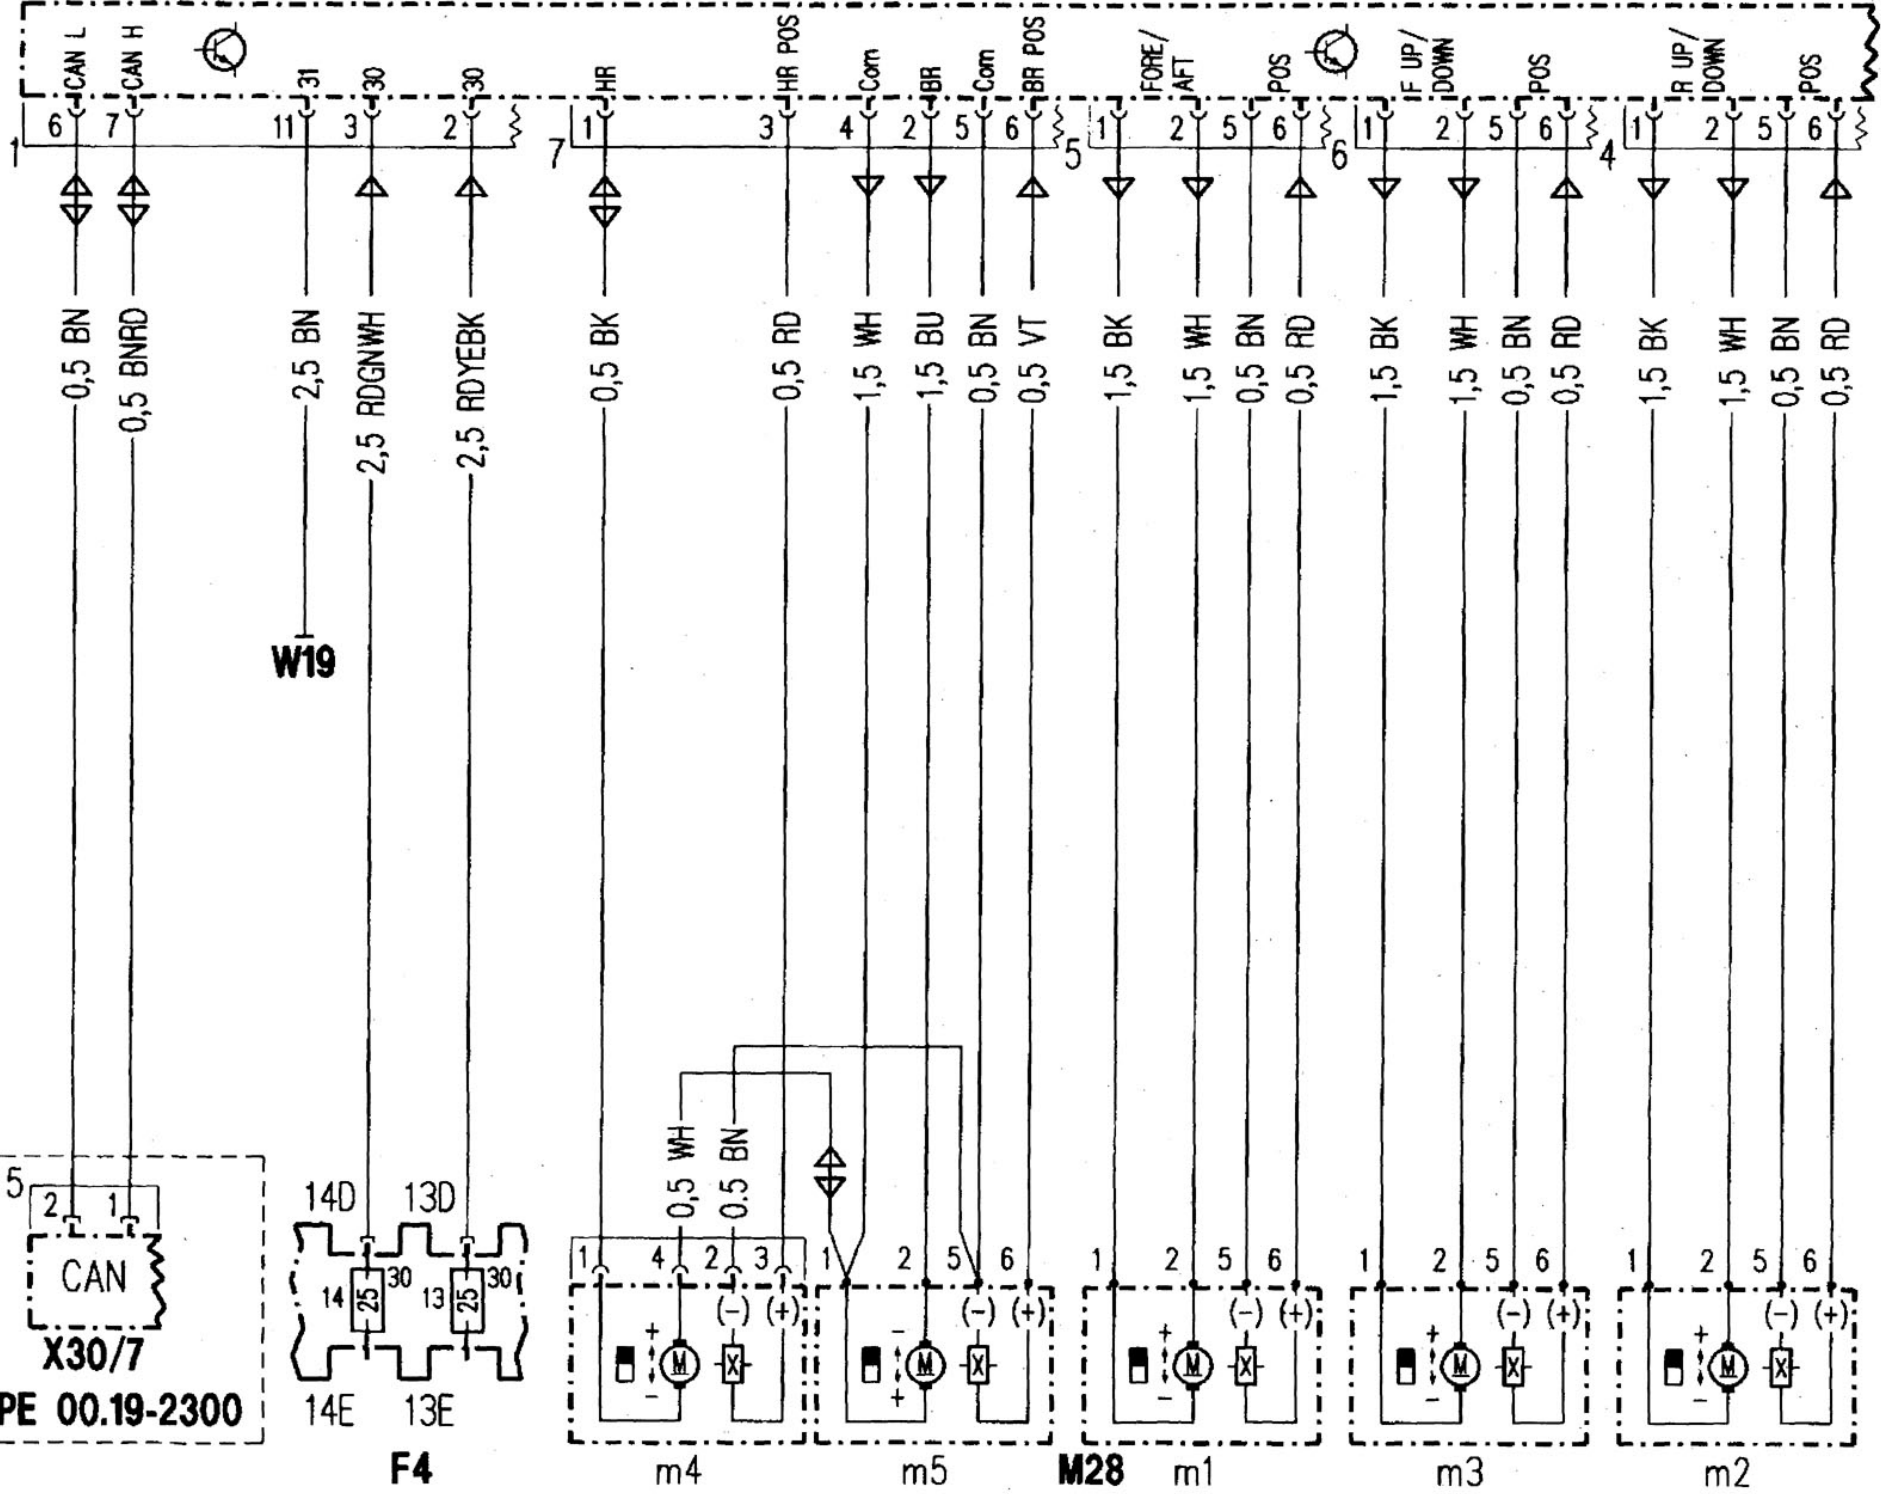 CAN L CAN H 31 30 30 HR HR POS Com BR Com BR POS FORE/ AFT POS F UP/ DOWN POS R UP/ DOWN POS
6 7 11 3 2 1 3 4 2 5 6 1 2 5 6 1 2 5 6 1 2 5 6
1 7 5 6 4
0,5 BN
0,5 BNRD
2,5 BN
2,5 RDGNWH
2,5 RDYEBK
0,5 BK
0,5 RD
1,5 WH
1,5 BU
0,5 BN
0,5 VT
1,5 BK
1,5 WH
0,5 BN
0,5 RD
1,5 BK
1,5 WH
0,5 BN
0,5 RD
1,5 BK
1,5 WH
0,5 BN
0,5 RD
W19
0,5 WH
0.5 BN
5
2 1
14D 13D
1 4 2 3 1 2 5 6 1 2 5 6 1 2 5 6 1 2 5 6
CAN
14 25 30 13 25 30
(-) (+) (-) (+) (-) (+) (-) (+) (-) (+)
+ - + + +
M X M X M X M X M X
- + - - -
X30/7
PE 00.19-2300
14E 13E
F4 m4 m5 M28 m1 m3 m2